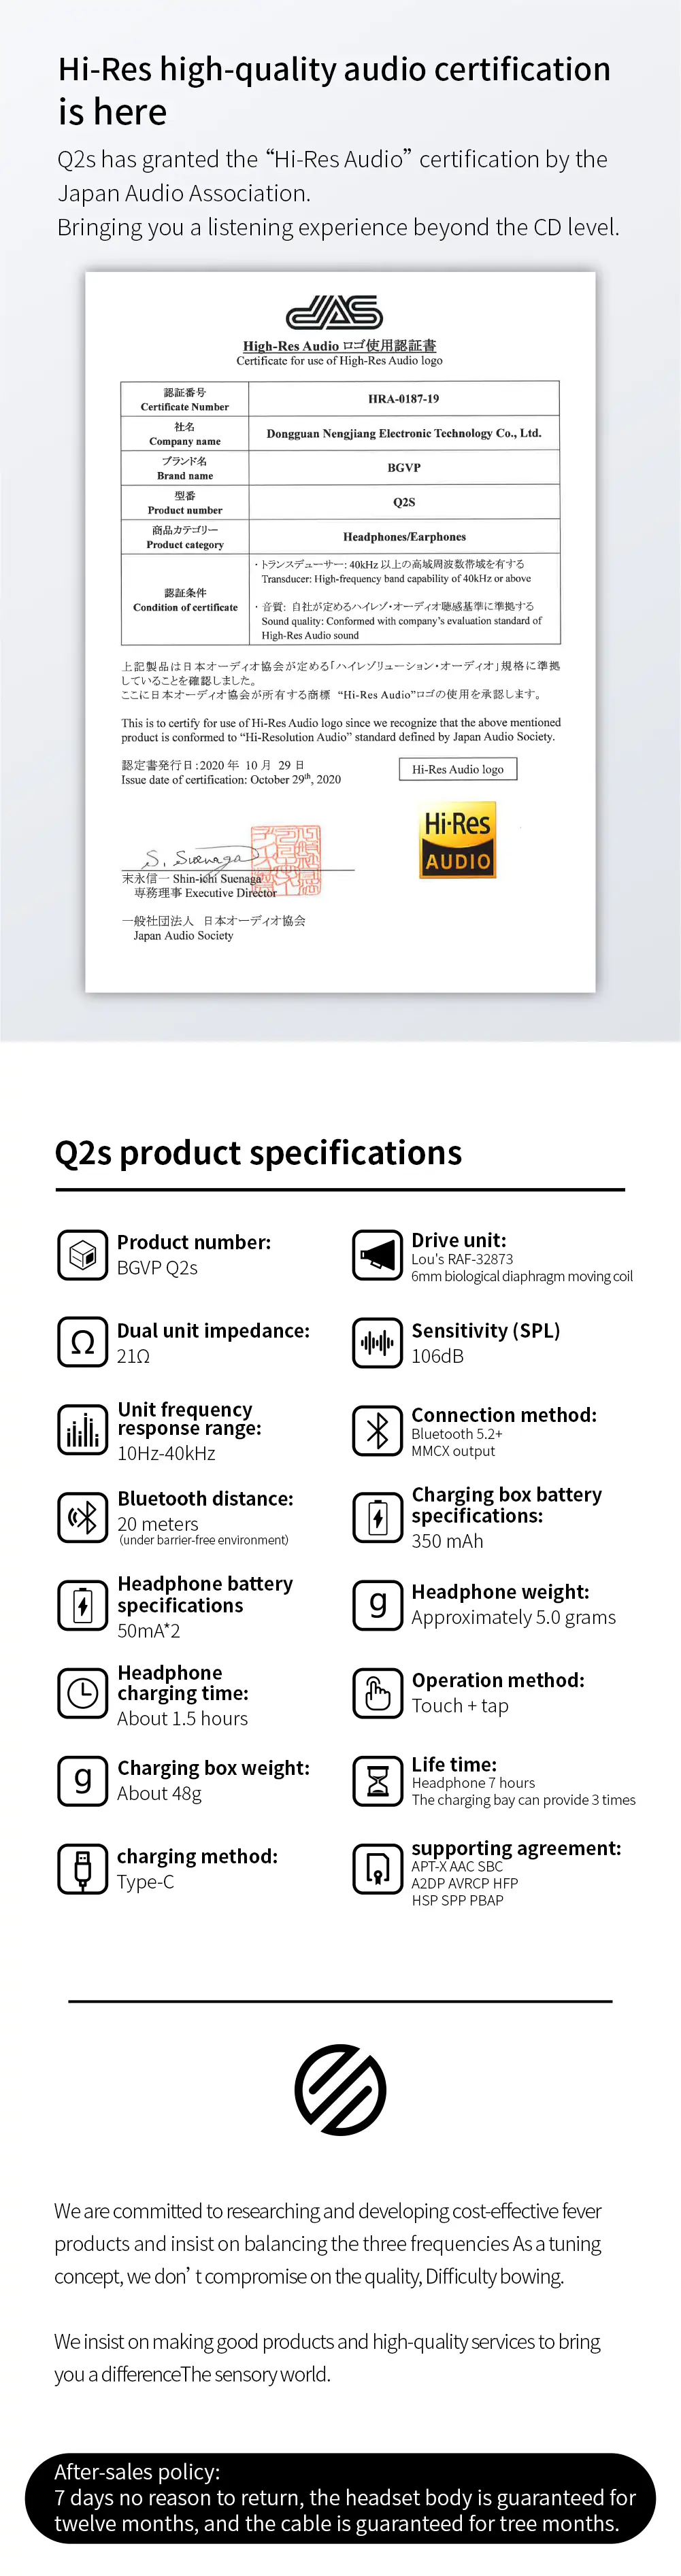 Hi-Res high-quality audio certification
is here
Q2s has granted the “Hi-Res Audio” certification by the
Japan Audio Association.
Bringing you a listening experience beyond the CD level.
JAS
High-Res Audio ロゴ使用認証書
Certificate for use of High-Res Audio logo
認証番号
Certificate Number
HRA-0187-19
社名
Company name
Dongguan Nengjiang Electronic Technology Co., Ltd.
ブランド名
Brand name
BGVP
型番
Product number
Q2S
商品カテゴリー
Product category
Headphones/Earphones
認証条件
Condition of certificate
・トランスデューサー: 40kHz 以上の高域周波数帯域を有する
Transducer: High-frequency band capability of 40kHz or above
・音質: 自社が定めるハイレゾ・オーディオ聴感基準に準拠する
Sound quality: Conformed with company’s evaluation standard of
High-Res Audio sound
上記製品は日本オーディオ協会が定める「ハイレゾリューション・オーディオ」規格に準拠
していることを確認しました。
ここに日本オーディオ協会が所有する商標 “Hi-Res Audio”ロゴの使用を承認します。
This is to certify for use of Hi-Res Audio logo since we recognize that the above mentioned
product is conformed to “Hi-Resolution Audio” standard defined by Japan Audio Society.
認定書発行日:2020 年 10 月 29 日
Issue date of certification: October 29th, 2020
Hi-Res Audio logo
Hi-Res
AUDIO
S. Suenaga
末永信一 Shin-ichi Suenaga
専務理事 Executive Director
一般社団法人 日本オーディオ協会
Japan Audio Society
Q2s product specifications
Product number:
BGVP Q2s
Drive unit:
Lou's RAF-32873
6mm biological diaphragm moving coil
Ω
Dual unit impedance:
21Ω
Sensitivity (SPL)
106dB
Unit frequency
response range:
10Hz-40kHz
Connection method:
Bluetooth 5.2+
MMCX output
Bluetooth distance:
20 meters
(under barrier-free environment)
Charging box battery
specifications:
350 mAh
Headphone battery
specifications
50mA*2
g
Headphone weight:
Approximately 5.0 grams
Headphone
charging time:
About 1.5 hours
Operation method:
Touch + tap
g
Charging box weight:
About 48g
Life time:
Headphone 7 hours
The charging bay can provide 3 times
charging method:
Type-C
supporting agreement:
APT-X AAC SBC
A2DP AVRCP HFP
HSP SPP PBAP
We are committed to researching and developing cost-effective fever
products and insist on balancing the three frequencies As a tuning
concept, we don’t compromise on the quality, Difficulty bowing.
We insist on making good products and high-quality services to bring
you a differenceThe sensory world.
After-sales policy:
7 days no reason to return, the headset body is guaranteed for
twelve months, and the cable is guaranteed for tree months.